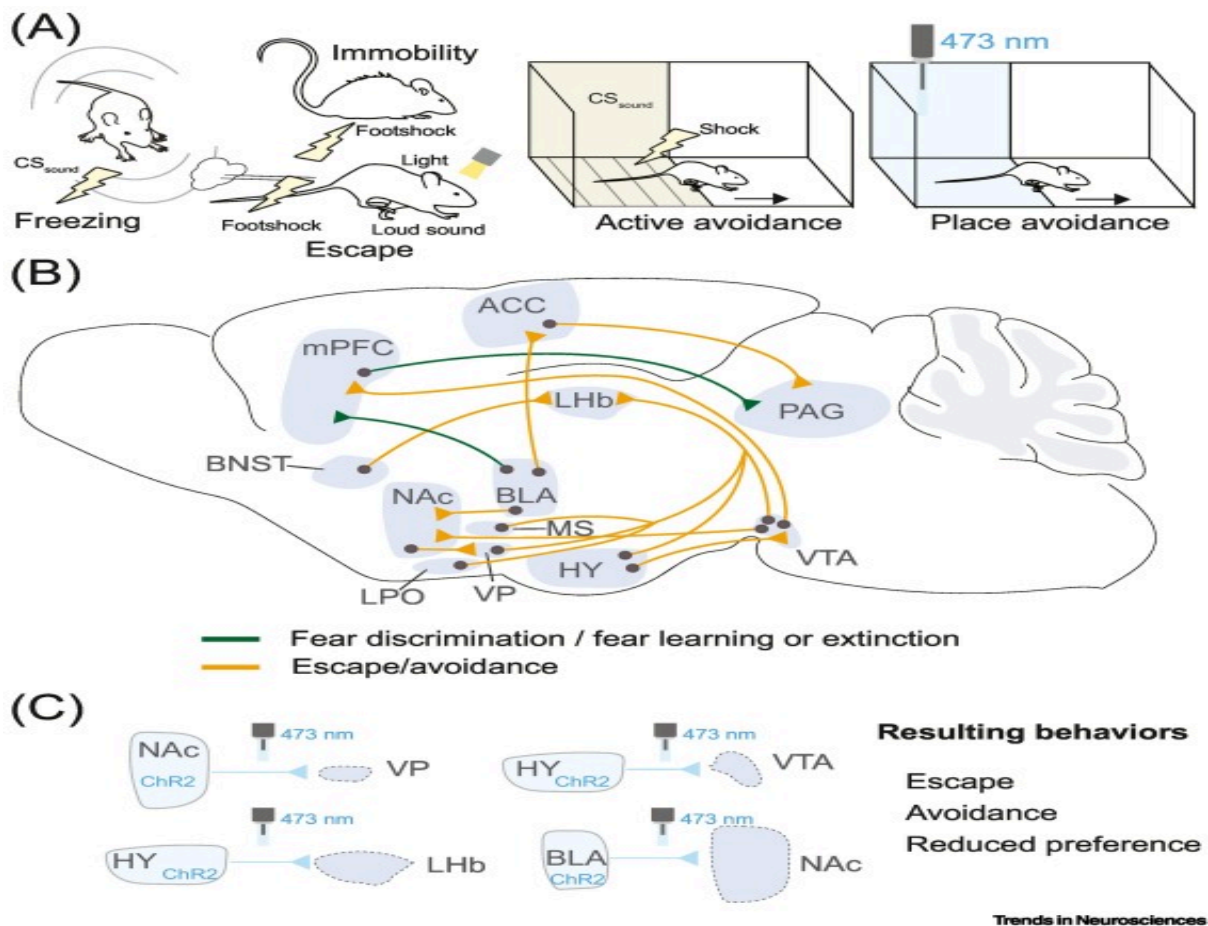 (A)
Immobility
Footshock
CSsound
Freezing
Light
Footshock
Loud sound
Escape
CSsound
Shock
Active avoidance
473 nm
Place avoidance
(B)
ACC
mPFC
LHb
PAG
BNST
NAc
BLA
MS
HY
VTA
LPO
VP
Fear discrimination / fear learning or extinction
Escape/avoidance
(C)
NAc
ChR2
473 nm
VP
HY
ChR2
473 nm
VTA
HY
ChR2
473 nm
LHb
BLA
ChR2
473 nm
NAc
Resulting behaviors
Escape
Avoidance
Reduced preference
Trends in Neurosciences